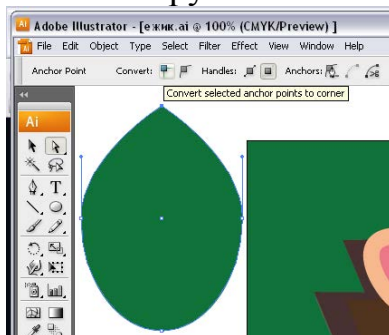 Adobe Illustrator - [ежик.ai @ 100% (CMYK/Preview) ]
File Edit Object Type Select Filter Effect View Window Help
Anchor Point Convert: Handles: Anchors:
Convert selected anchor points to corner
Ai
T